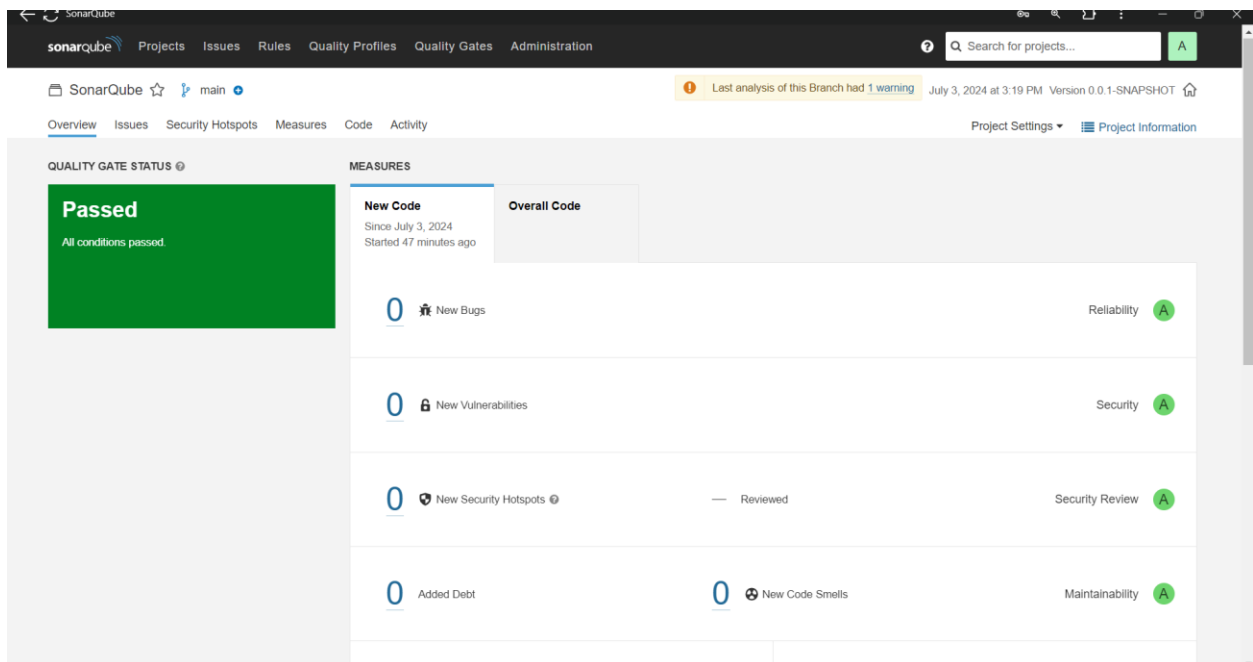 SonarQube
sonarqube Projects Issues Rules Quality Profiles Quality Gates Administration Search for projects... A
SonarQube main Last analysis of this Branch had 1 warning July 3, 2024 at 3:19 PM Version 0.0.1-SNAPSHOT
Overview Issues Security Hotspots Measures Code Activity Project Settings Project Information
QUALITY GATE STATUS
Passed
All conditions passed.
MEASURES
New Code
Since July 3, 2024
Started 47 minutes ago
Overall Code
0 New Bugs Reliability A
0 New Vulnerabilities Security A
0 New Security Hotspots — Reviewed Security Review A
0 Added Debt 0 New Code Smells Maintainability A